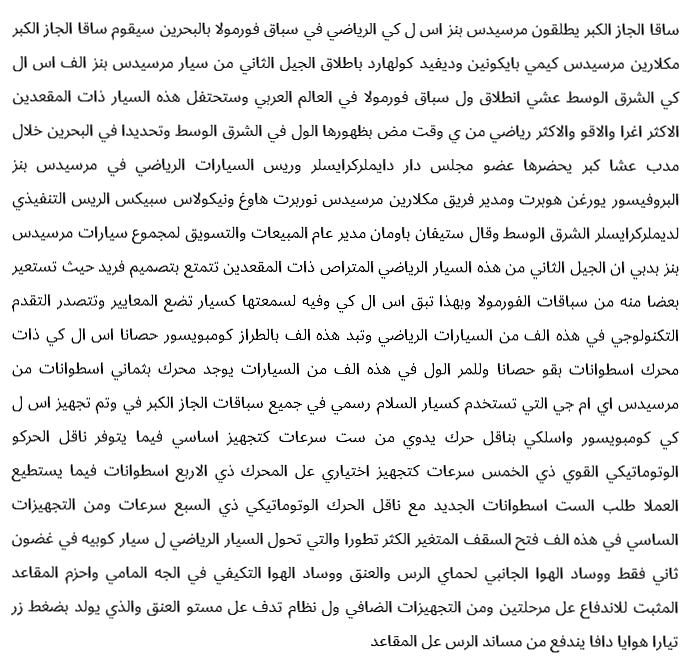 ساقا الجاز الكبر يطلقون مرسيدس بنز اس ل كي الرياضي في سباق فورمولا بالبحرين سيقوم ساقا الجاز الكبر
مكلارين مرسيدس كيمي بايكونين وديفيد كولهارد باطلاق الجيل الثاني من سيار مرسيدس بنز الف اس ال
كي الشرق الوسط عشي انطلاق ول سباق فورمولا في العالم العربي وستحتفل هذه السيار ذات المقعدين
الاكثر اغرا والاقو والاكثر رياضي من ي وقت مض بظهورها الول في الشرق الوسط وتحديدا في البحرين خلال
مدب عشا كبر يحضرها عضو مجلس دار دايملركرايسلر وريس السيارات الرياضي في مرسيدس بنز
البروفيسور يورغن هوبرت ومدير فريق مكلارين مرسيدس نوربرت هاوغ ونيكولاس سبيكس الريس التنفيذي
لديملركرايسلر الشرق الوسط وقال ستيفان باومان مدير عام المبيعات والتسويق لمجموع سيارات مرسيدس
بنز بدبي ان الجيل الثاني من هذه السيار الرياضي المتراص ذات المقعدين تتمتع بتصميم فريد حيث تستعير
بعضا منه من سباقات الفورمولا وبهذا تبق اس ال كي وفيه لسمعتها كسيار تضع المعايير وتتصدر التقدم
التكنولوجي في هذه الف من السيارات الرياضي وتبد هذه الف بالطراز كومبويسور حصانا اس ال كي ذات
محرك اسطوانات بقو حصانا وللمر الول في هذه الف من السيارات يوجد محرك بثماني اسطوانات من
مرسيدس اي ام جي التي تستخدم كسيار السلام رسمي في جميع سباقات الجاز الكبر في وتم تجهيز اس ل
كي كومبويسور واسلكي بناقل حرك يدوي من ست سرعات كتجهيز اساسي فيما يتوفر ناقل الحركو
الوتوماتيكي القوي ذي الخمس سرعات كتجهيز اختياري عل المحرك ذي الاربع اسطوانات فيما يستطيع
العملا طلب الست اسطوانات الجديد مع ناقل الحرك الوتوماتيكي ذي السبع سرعات ومن التجهيزات
الساسي في هذه الف فتح السقف المتغير الكثر تطورا والتي تحول السيار الرياضي ل سيار كوبيه في غضون
ثاني فقط ووساد الهوا الجانبي لحماي الرس والعنق ووساد الهوا التكيفي في الجه المامي واحزم المقاعد
المثبت للاندفاع عل مرحلتين ومن التجهيزات الضافي ول نظام تدف عل مستو العنق والذي يولد بضغط زر
تيارا هوايا دافا يندفع من مساند الرس عل المقاعد